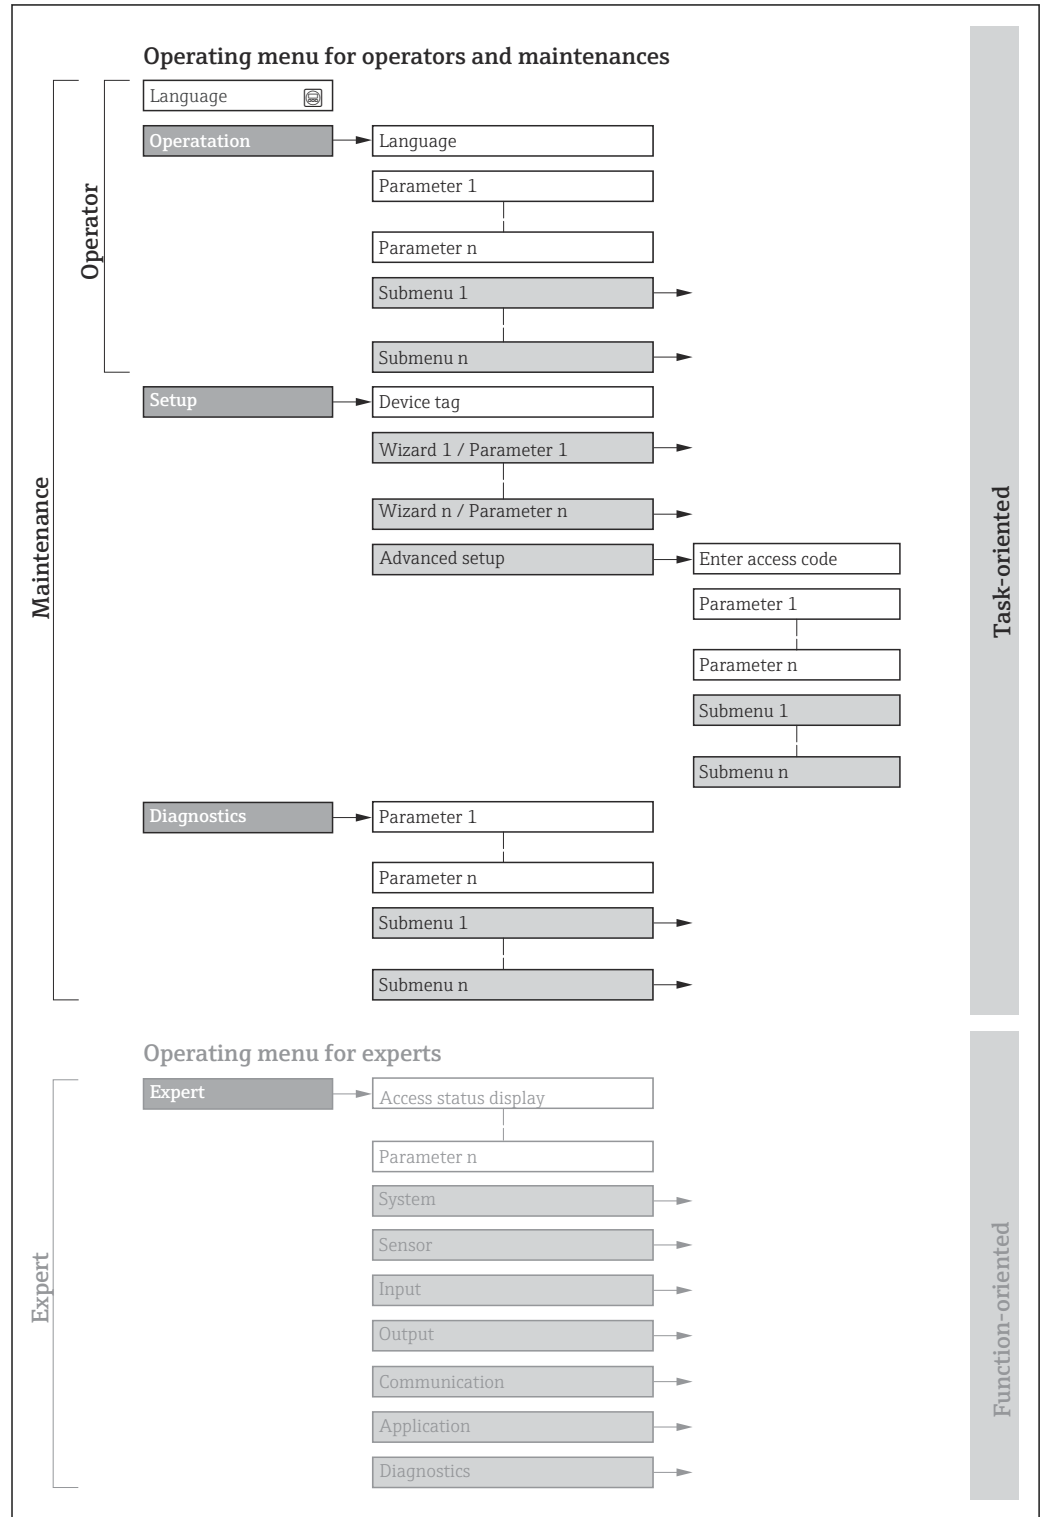 Operating menu for operators and maintenances
Language
Operatation
Language
Parameter 1
Parameter n
Submenu 1
Submenu n
Operator
Setup
Device tag
Wizard 1 / Parameter 1
Wizard n / Parameter n
Advanced setup
Enter access code
Parameter 1
Parameter n
Submenu 1
Submenu n
Maintenance
Task-oriented
Diagnostics
Parameter 1
Parameter n
Submenu 1
Submenu n
Operating menu for experts
Expert
Access status display
Parameter n
System
Sensor
Input
Output
Communication
Application
Diagnostics
Expert
Function-oriented